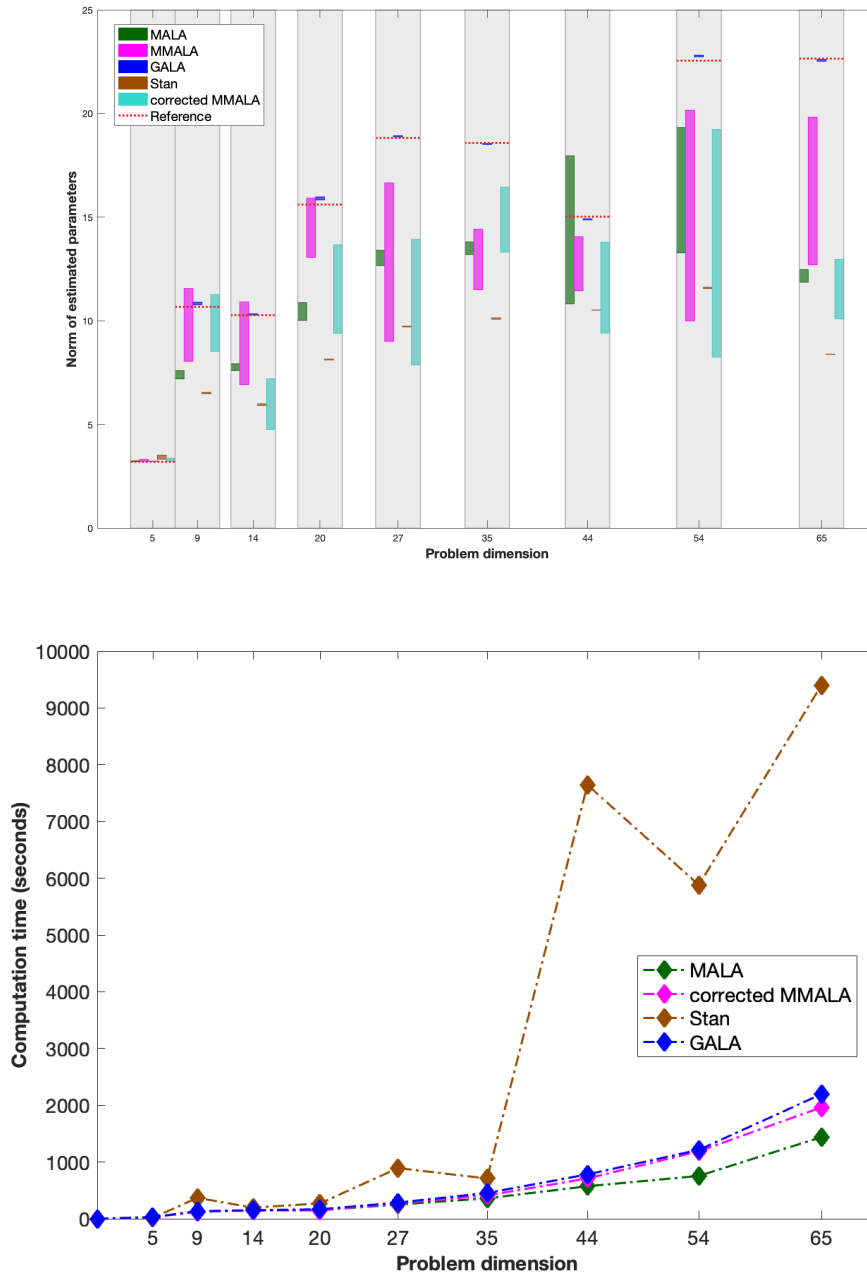 25
20
15
10
5
0
Norm of estimated parameters
MALA
MMALA
GALA
Stan
corrected MMALA
Reference
5 9 14 20 27 35 44 54 65
Problem dimension
10000
9000
8000
7000
6000
5000
4000
3000
2000
1000
0
Computation time (seconds)
MALA
corrected MMALA
Stan
GALA
5 9 14 20 27 35 44 54 65
Problem dimension